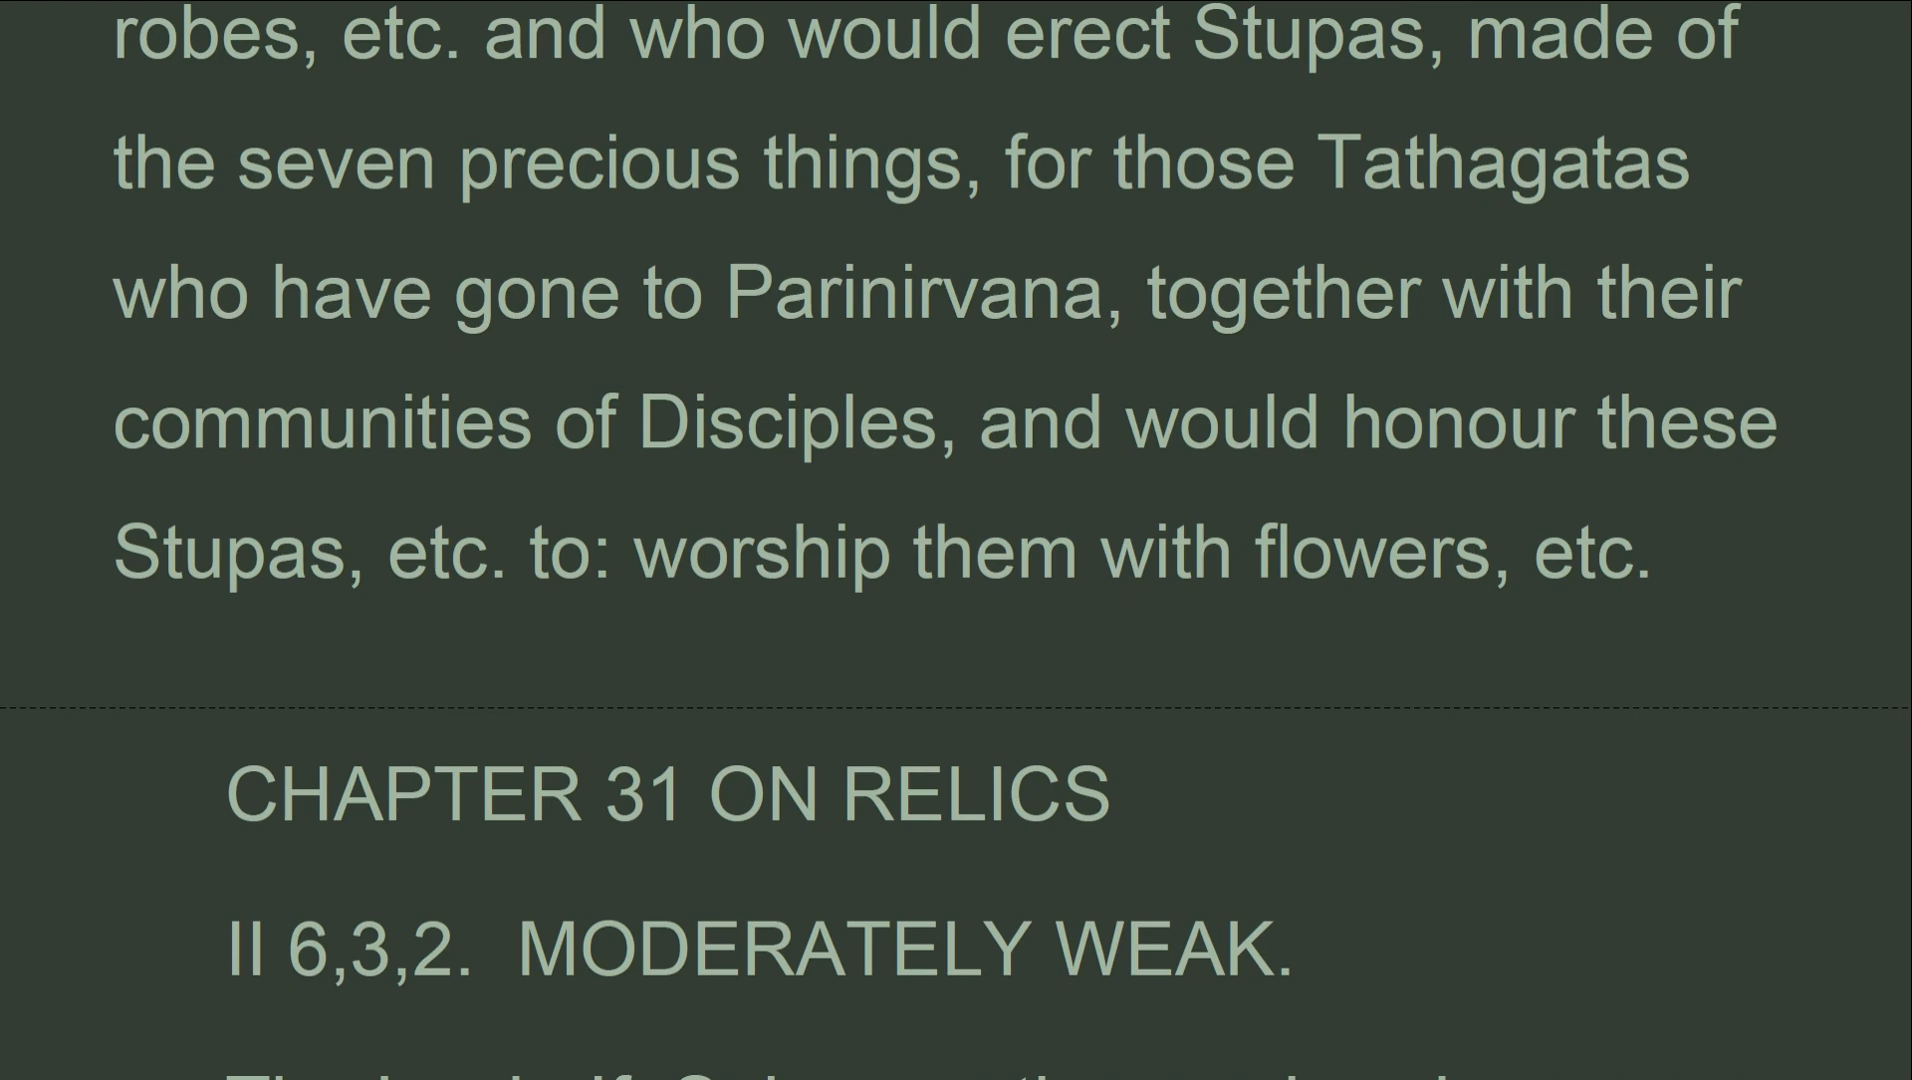 robes, etc. and who would erect Stupas, made of
the seven precious things, for those Tathagatas
who have gone to Parinirvana, together with their
communities of Disciples, and would honour these
Stupas, etc. to: worship them with flowers, etc.
CHAPTER 31 ON RELICS
II 6,3,2.  MODERATELY WEAK.